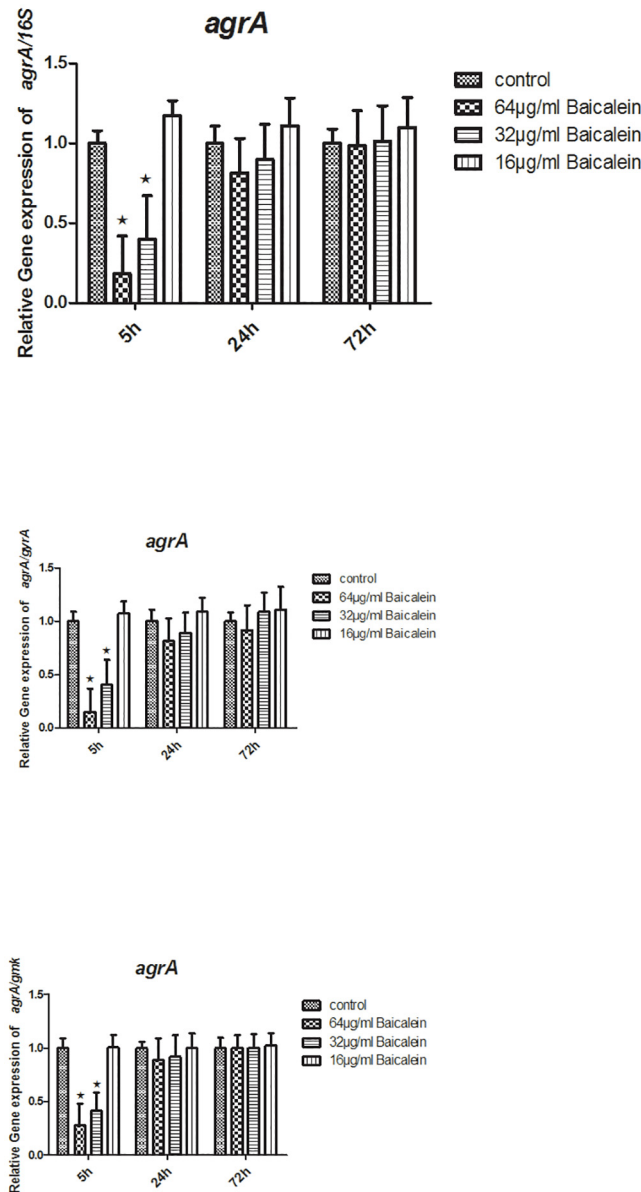 agrA
Relative Gene expression of agrA/16S
1.5
1.0
0.5
0.0
★
★
5h
24h
72h
control
64µg/ml Baicalein
32µg/ml Baicalein
16µg/ml Baicalein
agrA
Relative Gene expression of agrA/gyrA
1.5
1.0
0.5
0.0
★
★
5h
24h
72h
control
64µg/ml Baicalein
32µg/ml Baicalein
16µg/ml Baicalein
agrA
Relative Gene expression of agrA/gmk
1.5
1.0
0.5
0.0
★
★
5h
24h
72h
control
64µg/ml Baicalein
32µg/ml Baicalein
16µg/ml Baicalein